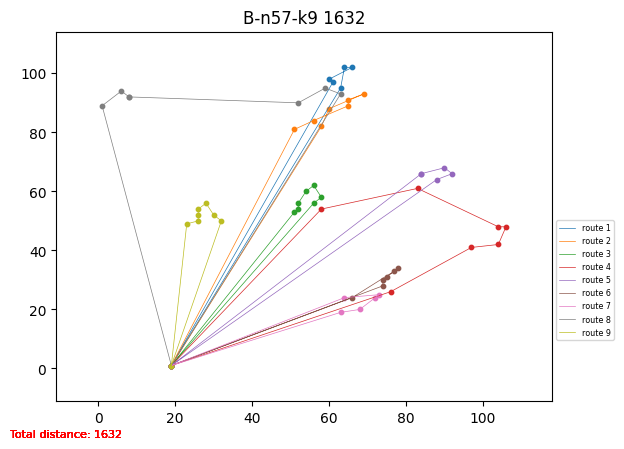 B-n57-k9 1632
100
80
60
40
20
0
0 20 40 60 80 100
route 1
route 2
route 3
route 4
route 5
route 6
route 7
route 8
route 9
Total distance: 1632